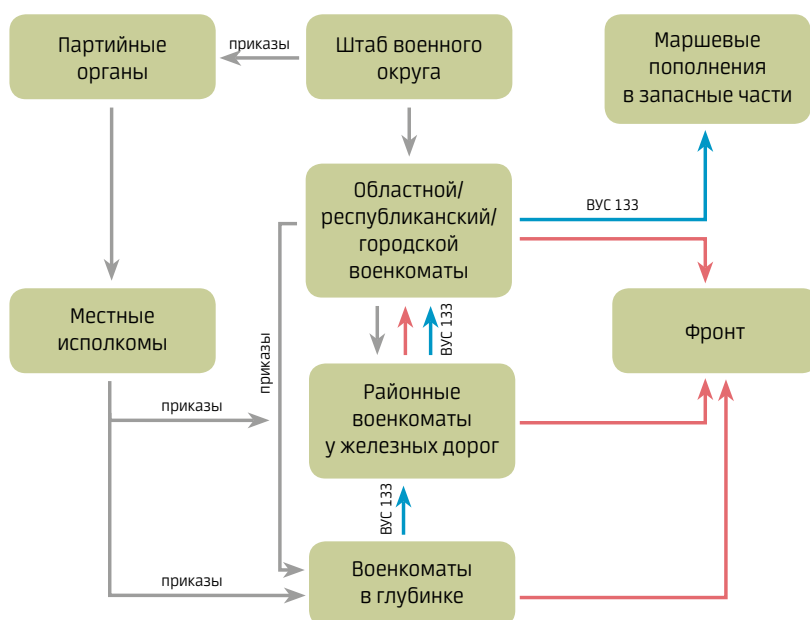 Партийные
органы
приказы
Штаб военного
округа
Маршевые
пополнения
в запасные части
Областной/
республиканский/
городской
военкоматы
ВУС 133
Местные
исполкомы
приказы
ВУС 133
Фронт
приказы
Районные
военкоматы
у железных дорог
ВУС 133
приказы
Военкоматы
в глубинке